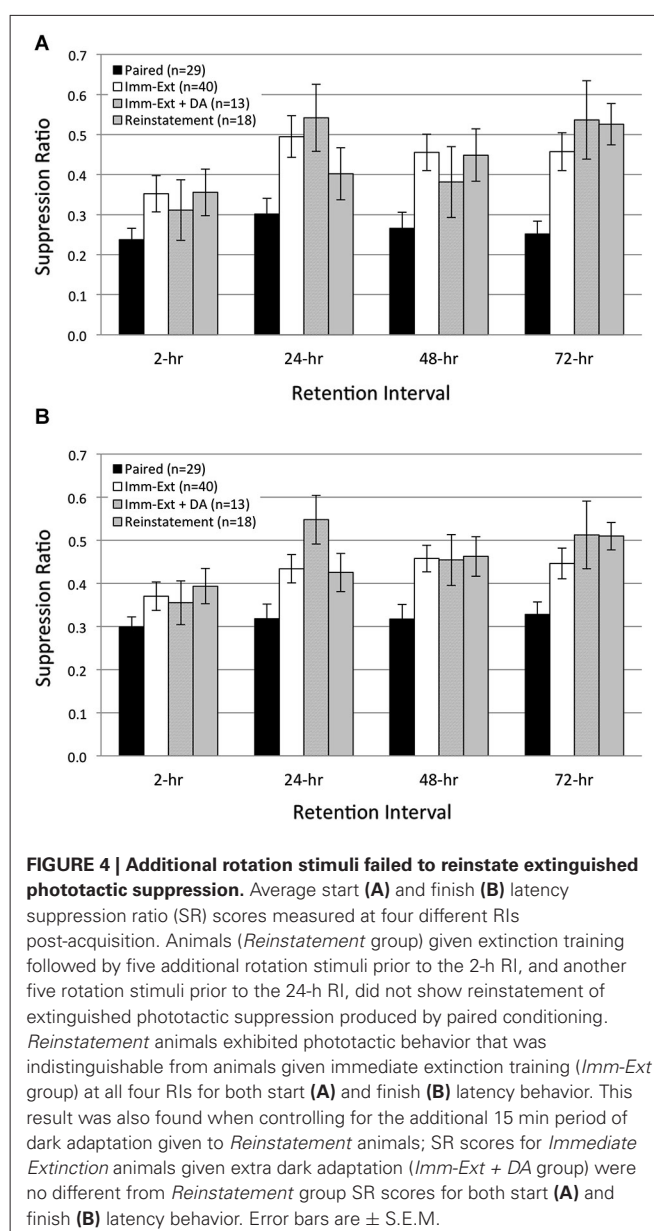 A
0.7
Paired (n=29)
Imm-Ext (n=40)
0.6
Imm-Ext + DA (n=13)
Reinstatement (n=18)
0.5
0.4
0.3
0.2
0.1
0.0
Suppression Ratio
2-hr 24-hr 48-hr 72-hr
Retention Interval
B
0.7
Paired (n=29)
Imm-Ext (n=40)
0.6
Imm-Ext + DA (n=13)
Reinstatement (n=18)
0.5
0.4
0.3
0.2
0.1
0.0
Suppression Ratio
2-hr 24-hr 48-hr 72-hr
Retention Interval
FIGURE 4 | Additional rotation stimuli failed to reinstate extinguished
phototactic suppression. Average start (A) and finish (B) latency
suppression ratio (SR) scores measured at four different RIs
post-acquisition. Animals (Reinstatement group) given extinction training
followed by five additional rotation stimuli prior to the 2-h RI, and another
five rotation stimuli prior to the 24-h RI, did not show reinstatement of
extinguished phototactic suppression produced by paired conditioning.
Reinstatement animals exhibited phototactic behavior that was
indistinguishable from animals given immediate extinction training (Imm-Ext
group) at all four RIs for both start (A) and finish (B) latency behavior. This
result was also found when controlling for the additional 15 min period of
dark adaptation given to Reinstatement animals; SR scores for Immediate
Extinction animals given extra dark adaptation (Imm-Ext + DA group) were
no different from Reinstatement group SR scores for both start (A) and
finish (B) latency behavior. Error bars are ± S.E.M.